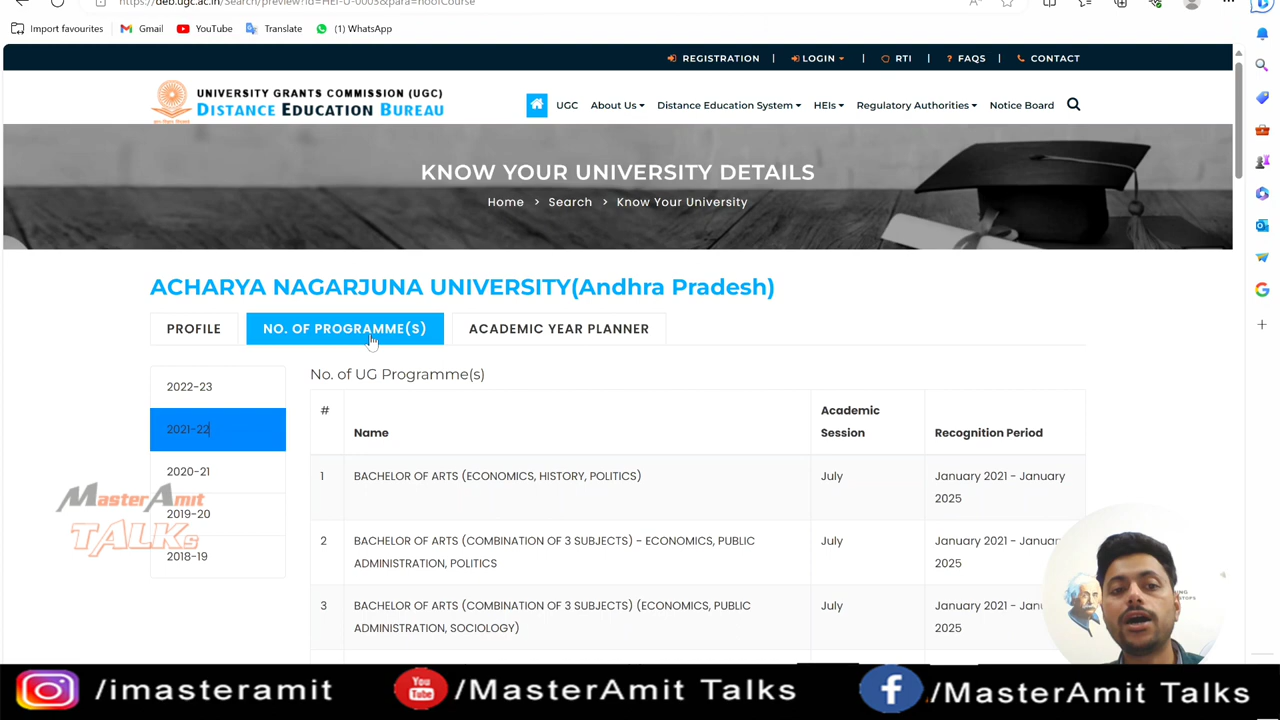 https://deb.ugc.ac.in/Search/preview?id=HEI-U-0003&para=noofCourse
Import favourites
Gmail
YouTube
Translate
(1) WhatsApp
REGISTRATION | LOGIN | RTI | FAQS | CONTACT
UNIVERSITY GRANTS COMMISSION (UGC)
DISTANCE EDUCATION BUREAU
UGC About Us Distance Education System HEIs Regulatory Authorities Notice Board
KNOW YOUR UNIVERSITY DETAILS
Home > Search > Know Your University
ACHARYA NAGARJUNA UNIVERSITY(Andhra Pradesh)
PROFILE
NO. OF PROGRAMME(S)
ACADEMIC YEAR PLANNER
2022-23
2021-22
2020-21
2019-20
2018-19
No. of UG Programme(s)
# Name Academic Session Recognition Period
1 BACHELOR OF ARTS (ECONOMICS, HISTORY, POLITICS) July January 2021 - January
2025
2 BACHELOR OF ARTS (COMBINATION OF 3 SUBJECTS) - ECONOMICS, PUBLIC July January 2021 -
ADMINISTRATION, POLITICS 2025
3 BACHELOR OF ARTS (COMBINATION OF 3 SUBJECTS) (ECONOMICS, PUBLIC July January 2021 -
ADMINISTRATION, SOCIOLOGY) 2025
MasterAmit
TALKs
/imasteramit
You
Tube
/MasterAmit Talks
/MasterAmit Talks